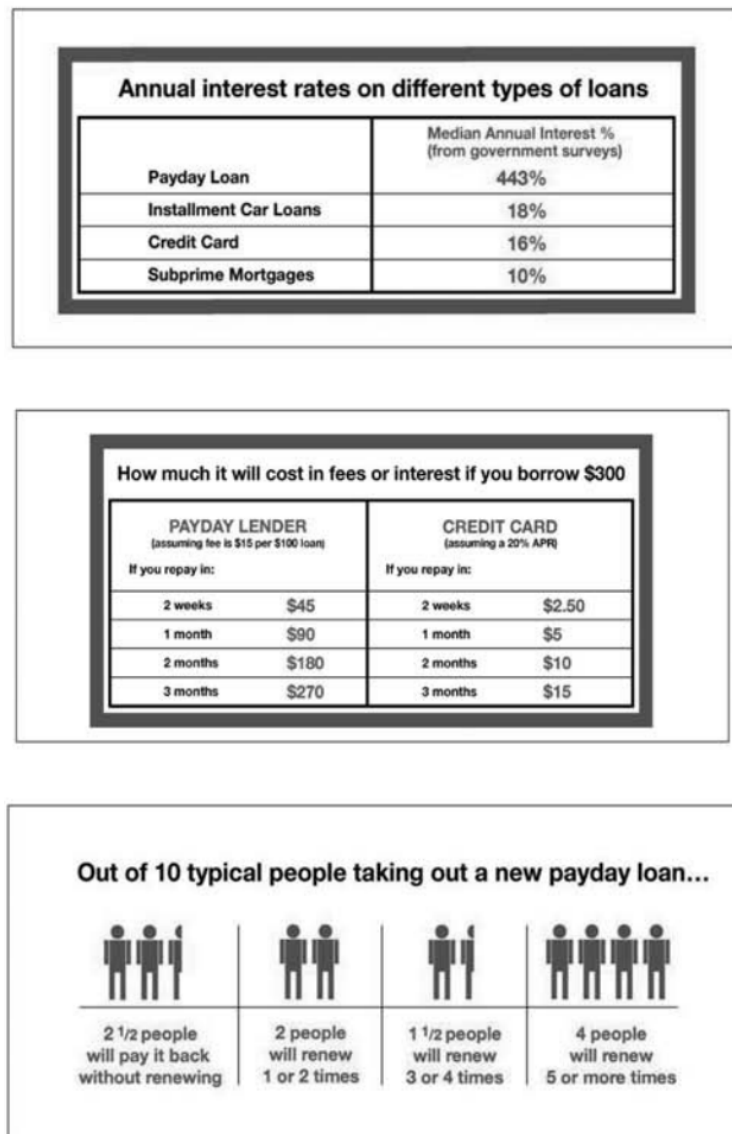 Annual interest rates on different types of loans
Median Annual Interest %
(from government surveys)
Payday Loan 443%
Installment Car Loans 18%
Credit Card 16%
Subprime Mortgages 10%
How much it will cost in fees or interest if you borrow $300
PAYDAY LENDER
(assuming fee is $15 per $100 loan)
If you repay in:
2 weeks $45
1 month $90
2 months $180
3 months $270
CREDIT CARD
(assuming a 20% APR)
If you repay in:
2 weeks $2.50
1 month $5
2 months $10
3 months $15
Out of 10 typical people taking out a new payday loan...
2 1/2 people
will pay it back
without renewing
2 people
will renew
1 or 2 times
1 1/2 people
will renew
3 or 4 times
4 people
will renew
5 or more times